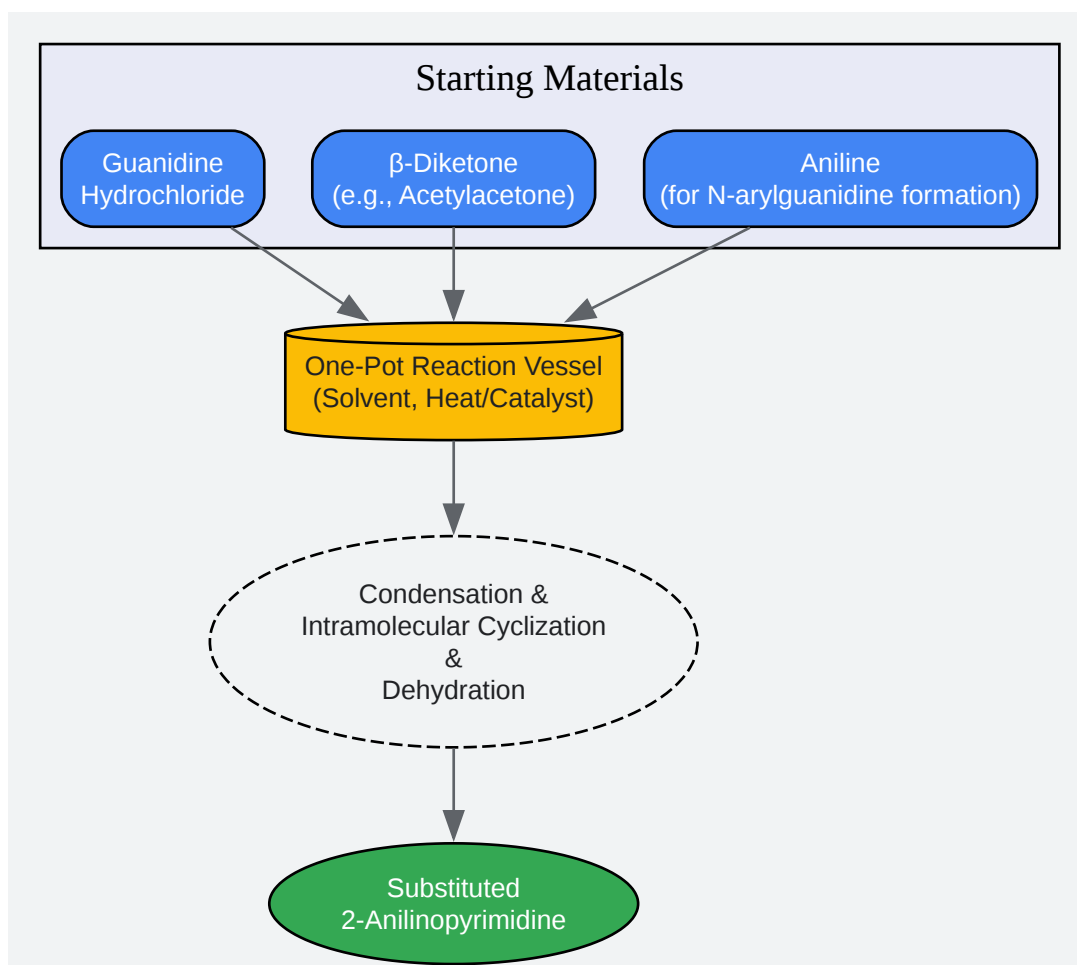 Starting Materials
Guanidine
Hydrochloride
β-Diketone
(e.g., Acetylacetone)
Aniline
(for N-arylguanidine formation)
One-Pot Reaction Vessel
(Solvent, Heat/Catalyst)
Condensation &
Intramolecular Cyclization
&
Dehydration
Substituted
2-Anilinopyrimidine